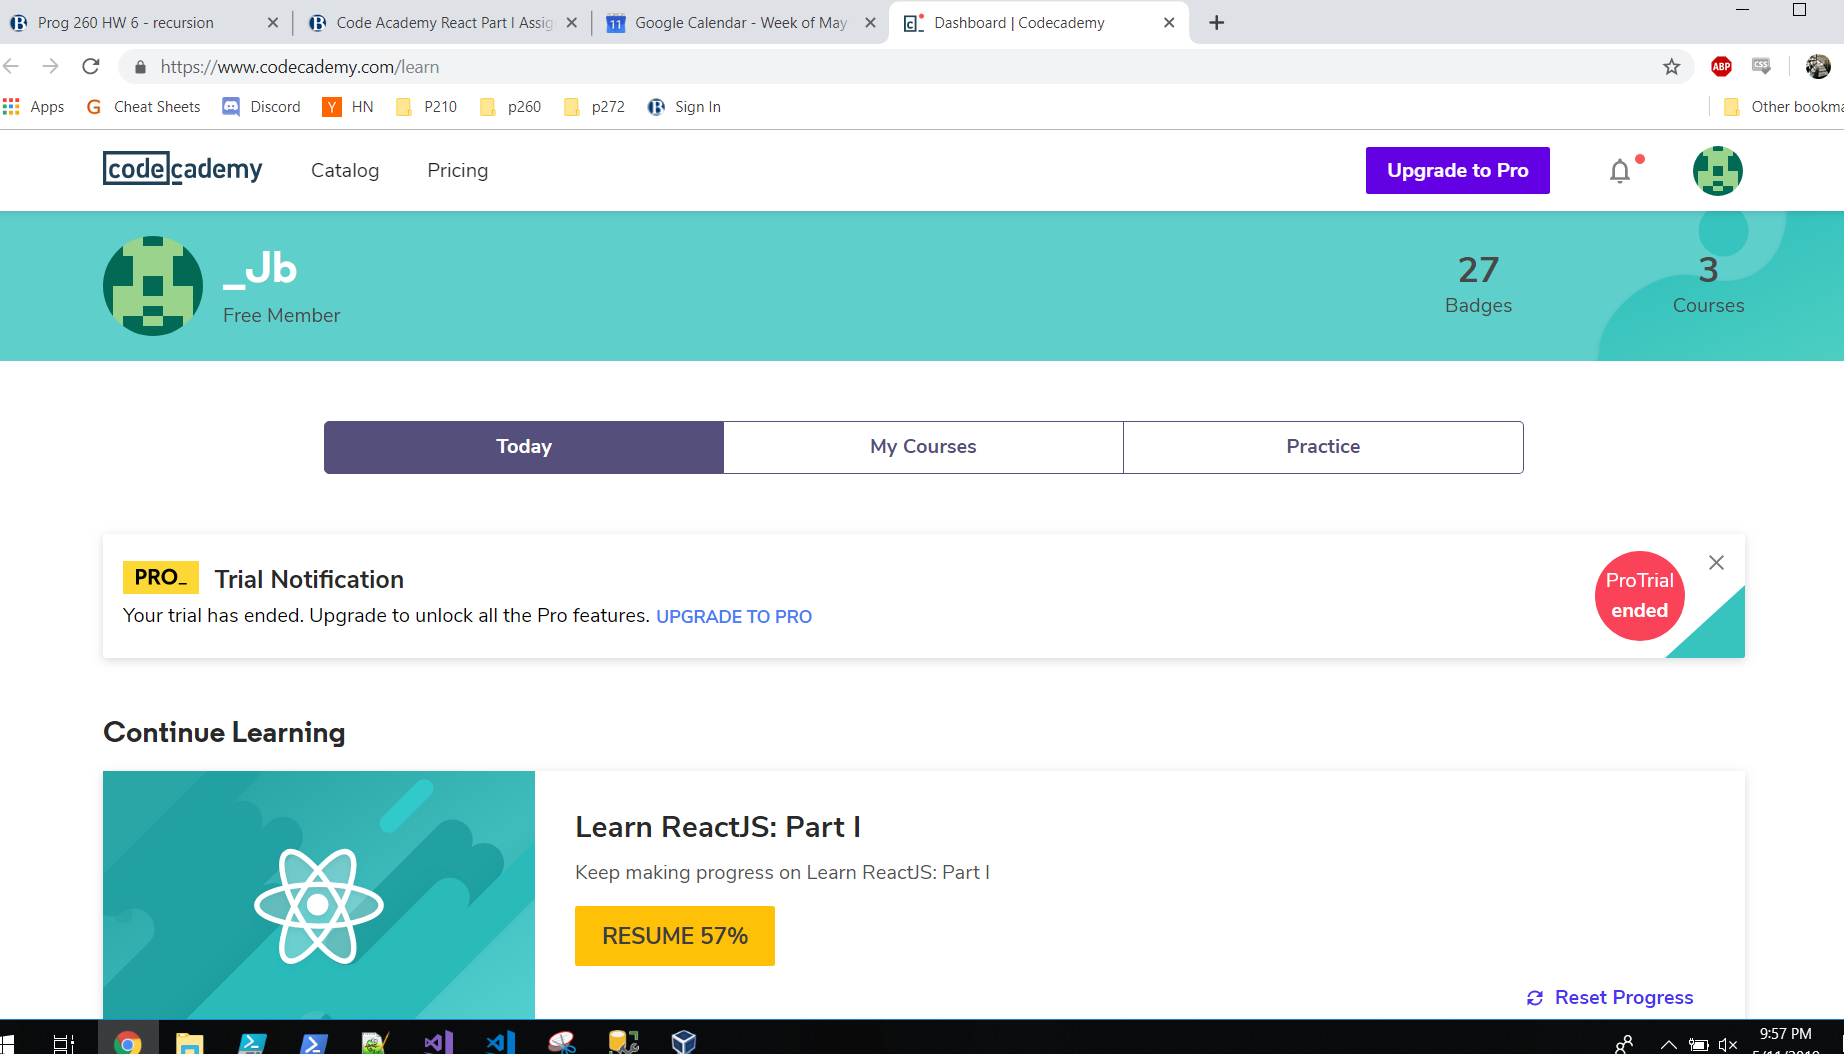 Prog 260 HW 6 - recursion
Code Academy React Part I Assig
11
Google Calendar - Week of May
Dashboard | Codecademy
https://www.codecademy.com/learn
ABP
CSS
Apps
G Cheat Sheets
Discord
Y HN
P210
p260
p272
B Sign In
Other bookma
codecademy
Catalog
Pricing
Upgrade to Pro
_Jb
Free Member
27
Badges
3
Courses
Today
My Courses
Practice
PRO_ Trial Notification
Your trial has ended. Upgrade to unlock all the Pro features. UPGRADE TO PRO
ProTrial
ended
Continue Learning
Learn ReactJS: Part I
Keep making progress on Learn ReactJS: Part I
RESUME 57%
Reset Progress
9:57 PM